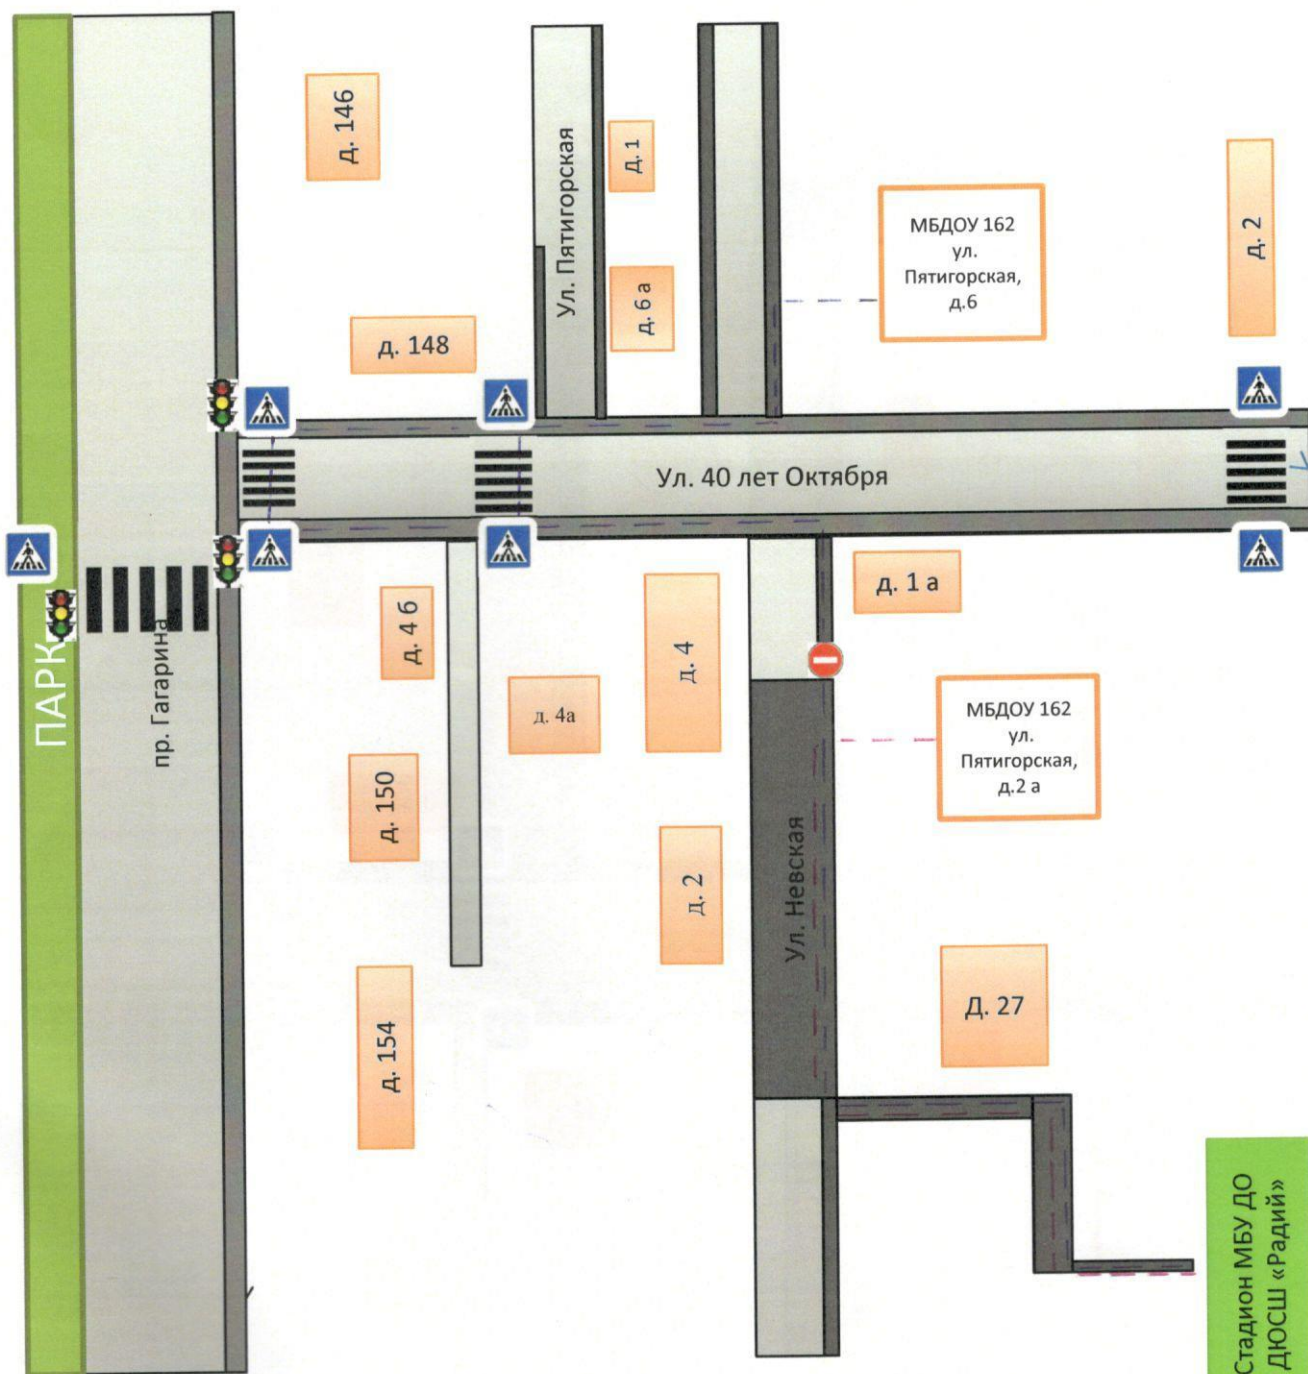 д. 146
Ул. Пятигорская
д. 1
МБДОУ 162
ул.
Пятигорская,
д.6
д. 2
д. 6 а
д. 148
Ул. 40 лет Октября
ПАРК
пр. Гагарина
д. 4 б
д. 4а
д. 4
д. 1 а
МБДОУ 162
ул.
Пятигорская,
д.2 а
д. 150
д. 2
Ул. Невская
Д. 27
д. 154
Стадион МБУ ДО
ДЮСШ «Радий»